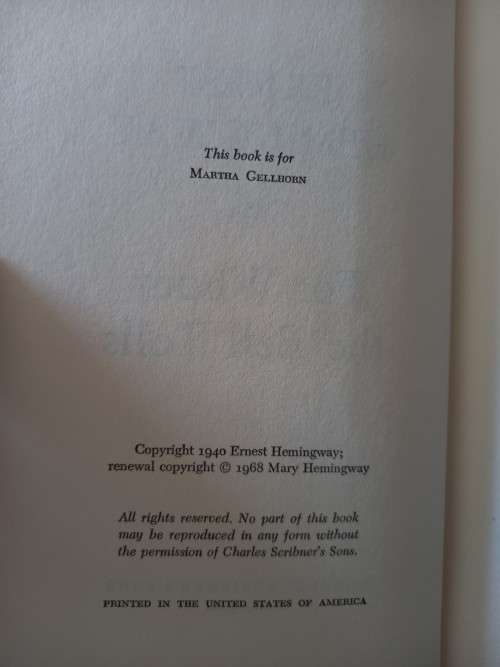 This book is for
MARTHA GELLHORN
Copyright 1940 Ernest Hemingway;
renewal copyright © 1968 Mary Hemingway
All rights reserved. No part of this book
may be reproduced in any form without
the permission of Charles Scribner's Sons.
PRINTED IN THE UNITED STATES OF AMERICA